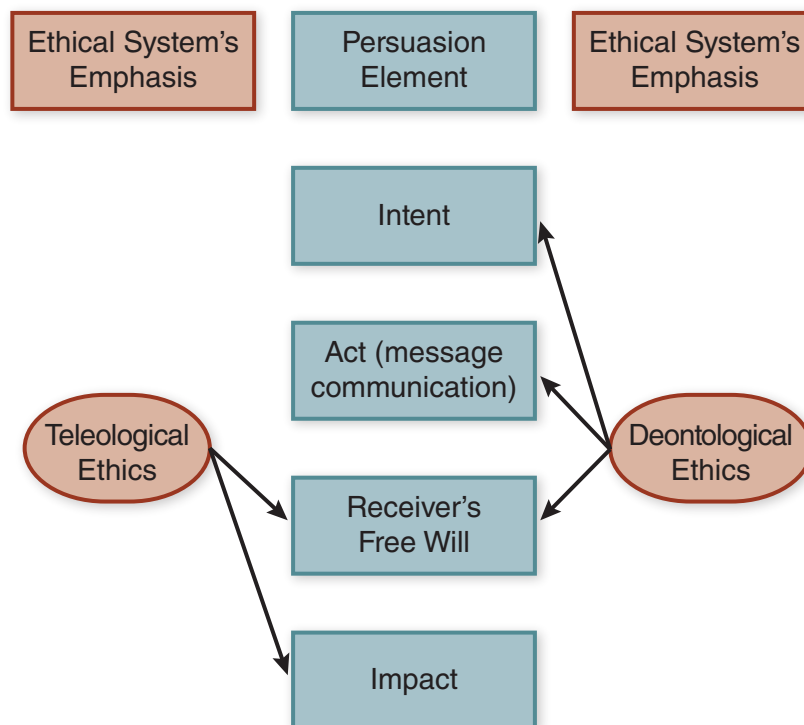 Ethical System's
Emphasis
Persuasion
Element
Ethical System's
Emphasis
Intent
Act (message
communication)
Teleological
Ethics
Deontological
Ethics
Receiver's
Free Will
Impact